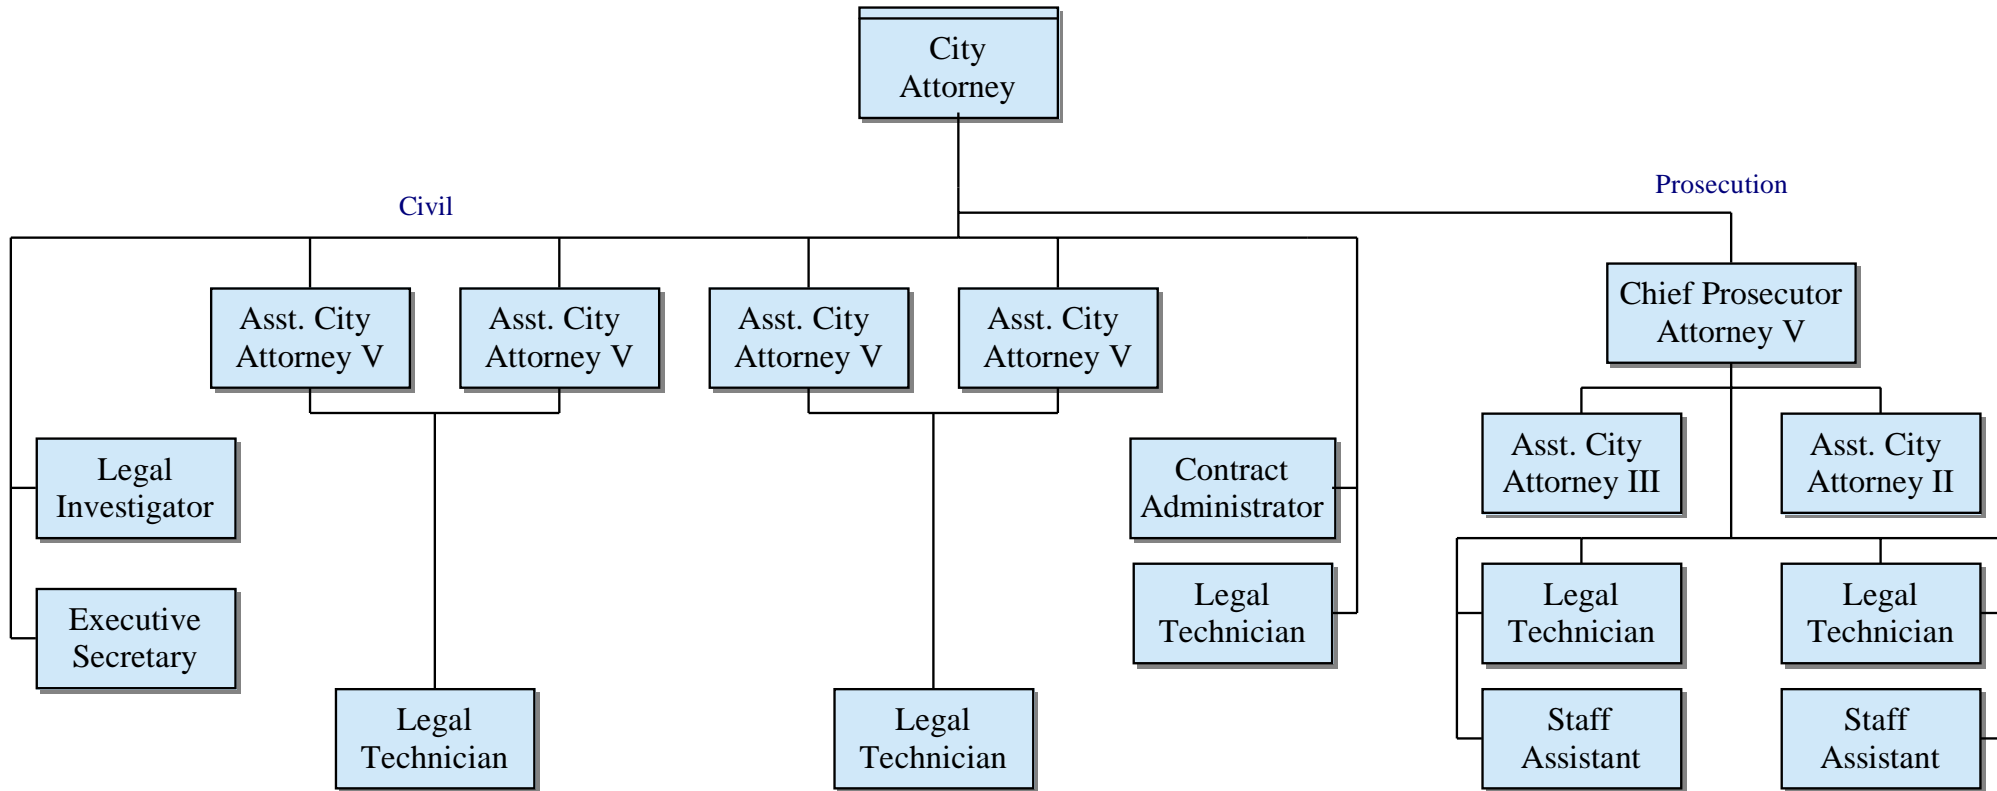 City
Attorney
Civil
Prosecution
Asst. City
Attorney V
Asst. City
Attorney V
Asst. City
Attorney V
Asst. City
Attorney V
Chief Prosecutor
Attorney V
Legal
Investigator
Contract
Administrator
Asst. City
Attorney III
Asst. City
Attorney II
Executive
Secretary
Legal
Technician
Legal
Technician
Legal
Technician
Legal
Technician
Legal
Technician
Staff
Assistant
Staff
Assistant